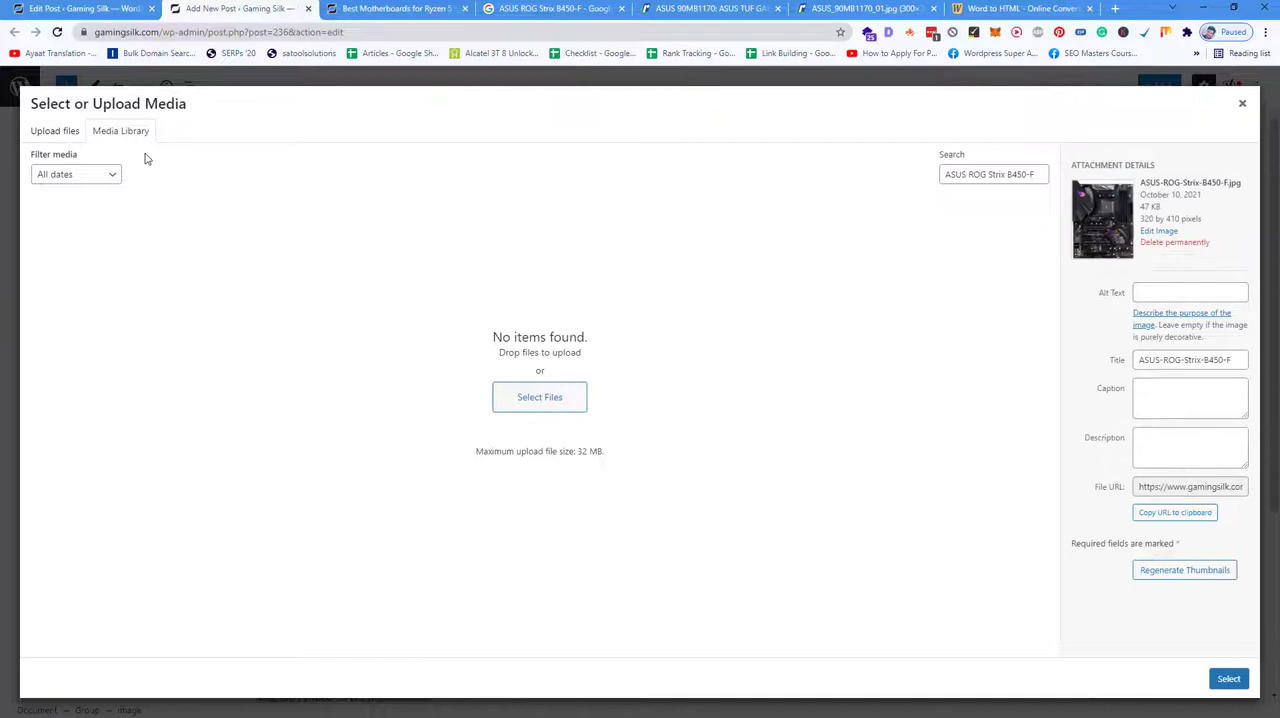 Edit Post ‹ Gaming Silk — WordP
Add New Post ‹ Gaming Silk —
Best Motherboards for Ryzen 5
ASUS ROG Strix B450-F - Google
ASUS 90MB1170: ASUS TUF GA
ASUS_90MB1170_01.jpg (300×
Word to HTML - Online Conver
gamingsilk.com/wp-admin/post.php?post=236&action=edit
Paused
Ayaat Translation -...
Bulk Domain Search...
SERPs '20
satoolsolutions
Articles - Google Sh...
Alcatel 3T 8 Unlock...
Checklist - Google...
Rank Tracking - Go...
Link Building - Goo...
How to Apply For P...
Wordpress Super A...
SEO Masters Cours...
Reading list
Select or Upload Media
Upload files
Media Library
Filter media
All dates
Search
ASUS ROG Strix B450-F
No items found.
Drop files to upload
or
Select Files
Maximum upload file size: 32 MB.
ATTACHMENT DETAILS
ASUS-ROG-Strix-B450-F.jpg
October 10, 2021
47 KB
320 by 410 pixels
Edit Image
Delete permanently
Alt Text
Describe the purpose of the
image. Leave empty if the image
is purely decorative.
Title
ASUS-ROG-Strix-B450-F
Caption
Description
File URL:
https://www.gamingsilk.cor
Copy URL to clipboard
Required fields are marked *
Regenerate Thumbnails
Select
Document → Group → Image